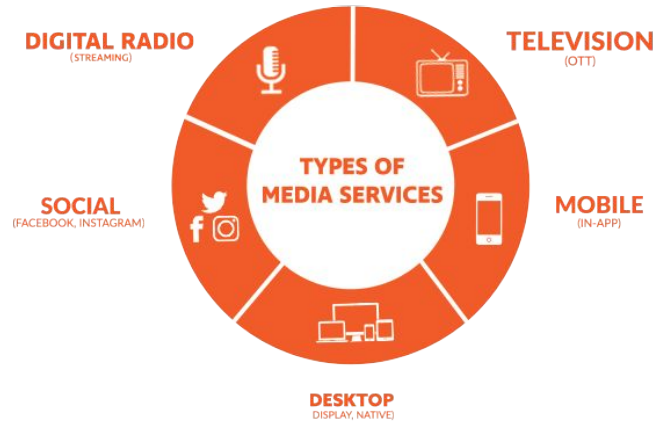 DIGITAL RADIO
(STREAMING)
TELEVISION
(OTT)
TYPES OF
MEDIA SERVICES
SOCIAL
(FACEBOOK, INSTAGRAM)
MOBILE
(IN-APP)
DESKTOP
DISPLAY, NATIVE)